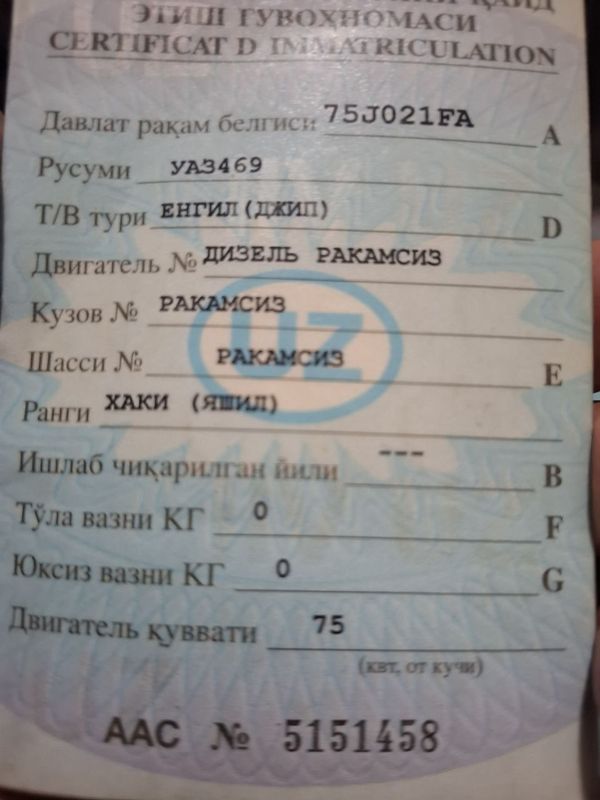 ҚАЙД
ЭТИШ ГУВОҲНОМАСИ
CERTIFICAT D IMMATRICULATION
Давлат рақам белгиси 75J021FA A
Русуми УАЗ469
Т/В тури ЕНГИЛ(ДЖИП) D
Двигатель № ДИЗЕЛЬ РАКАМСИЗ
Кузов № РАКАМСИЗ
UZ
Шасси № РАКАМСИЗ E
Ранги ХАКИ (ЯШИЛ)
Ишлаб чиқарилган йили --- B
Тўла вазни КГ 0 F
Юксиз вазни КГ 0 G
Двигатель қуввати 75
(квт, от кучи)
AAC № 5151458